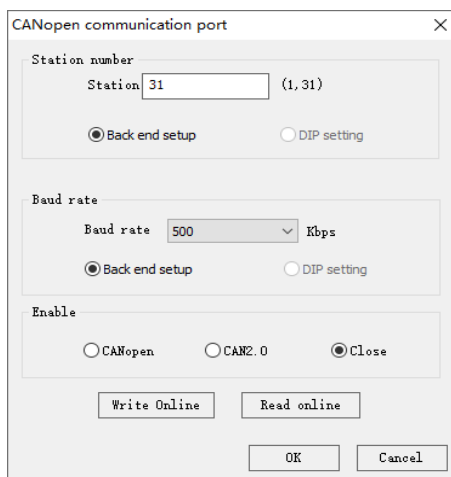 CANopen communication port
Station number
Station 31 (1,31)
Back end setup DIP setting
Baud rate
Baud rate 500 Kbps
Back end setup DIP setting
Enable
CANopen CAN2.0 Close
Write Online Read online
OK Cancel